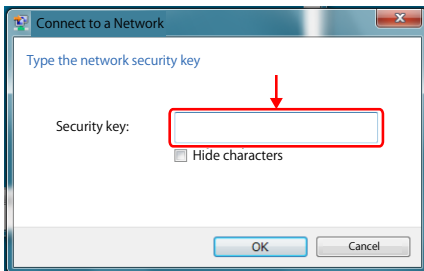 Connect to a Network
Type the network security key
Security key:
Hide characters
OK
Cancel